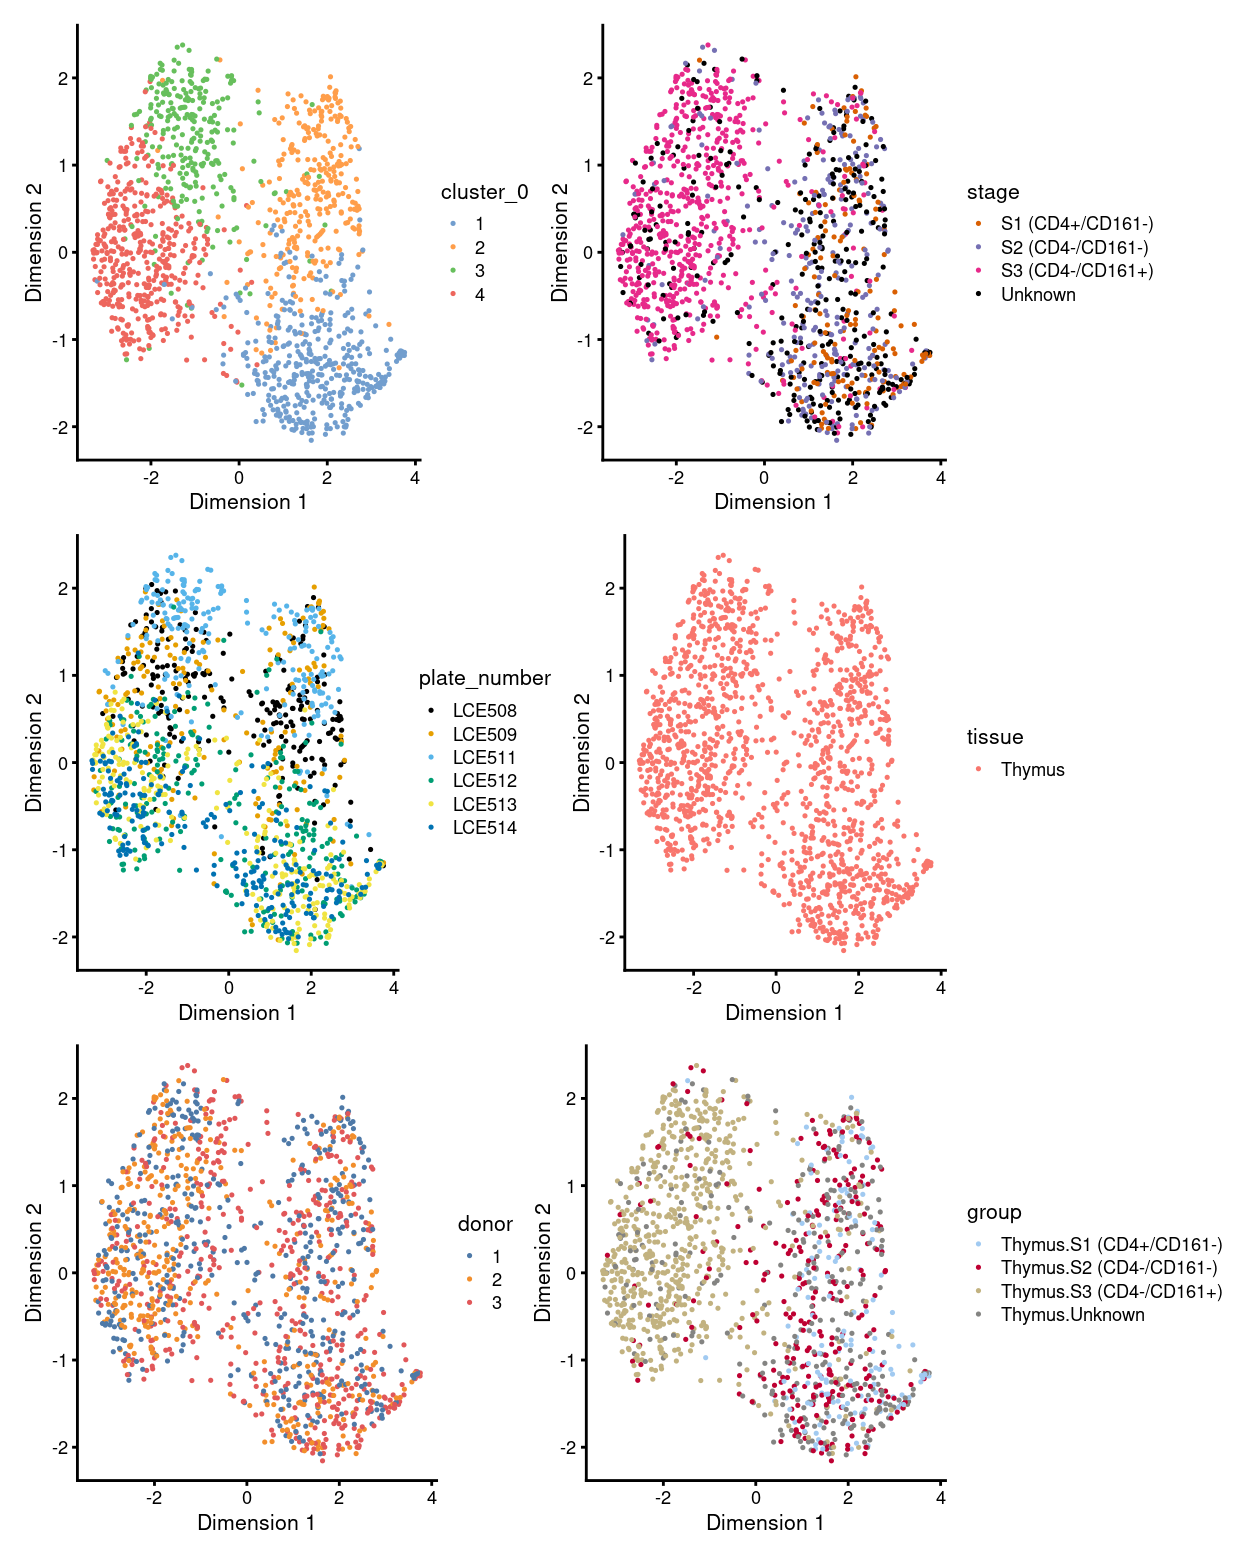 2
1
0
-1
-2
-2
0
2
4
Dimension 1
Dimension 2
cluster_0
1
2
3
4
2
1
0
-1
-2
-2
0
2
4
Dimension 1
Dimension 2
stage
S1 (CD4+/CD161-)
S2 (CD4-/CD161-)
S3 (CD4-/CD161+)
Unknown
2
1
0
-1
-2
-2
0
2
4
Dimension 1
Dimension 2
plate_number
LCE508
LCE509
LCE511
LCE512
LCE513
LCE514
2
1
0
-1
-2
-2
0
2
4
Dimension 1
Dimension 2
tissue
Thymus
2
1
0
-1
-2
-2
0
2
4
Dimension 1
Dimension 2
donor
1
2
3
2
1
0
-1
-2
-2
0
2
4
Dimension 1
Dimension 2
group
Thymus.S1 (CD4+/CD161-)
Thymus.S2 (CD4-/CD161-)
Thymus.S3 (CD4-/CD161+)
Thymus.Unknown